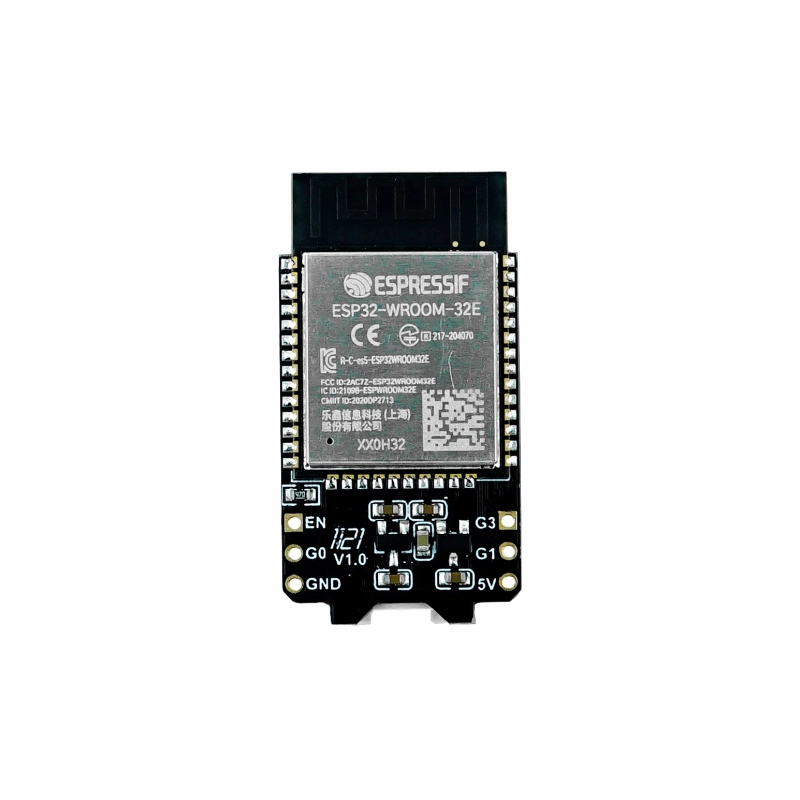 ESPRESSIF
ESP32-WROOM-32E
CE R 217-204070
R-C-es5-ESP32WROOM32E
FCC ID:2AC7Z-ESP32WROOM32E
IC ID:21098-ESPWROOM32E
CMIIT ID:2020DP2713
乐鑫信息科技(上海)
股份有限公司
XX0H32
470
EN G3
1121
G0 V1.0 G1
GND 5V